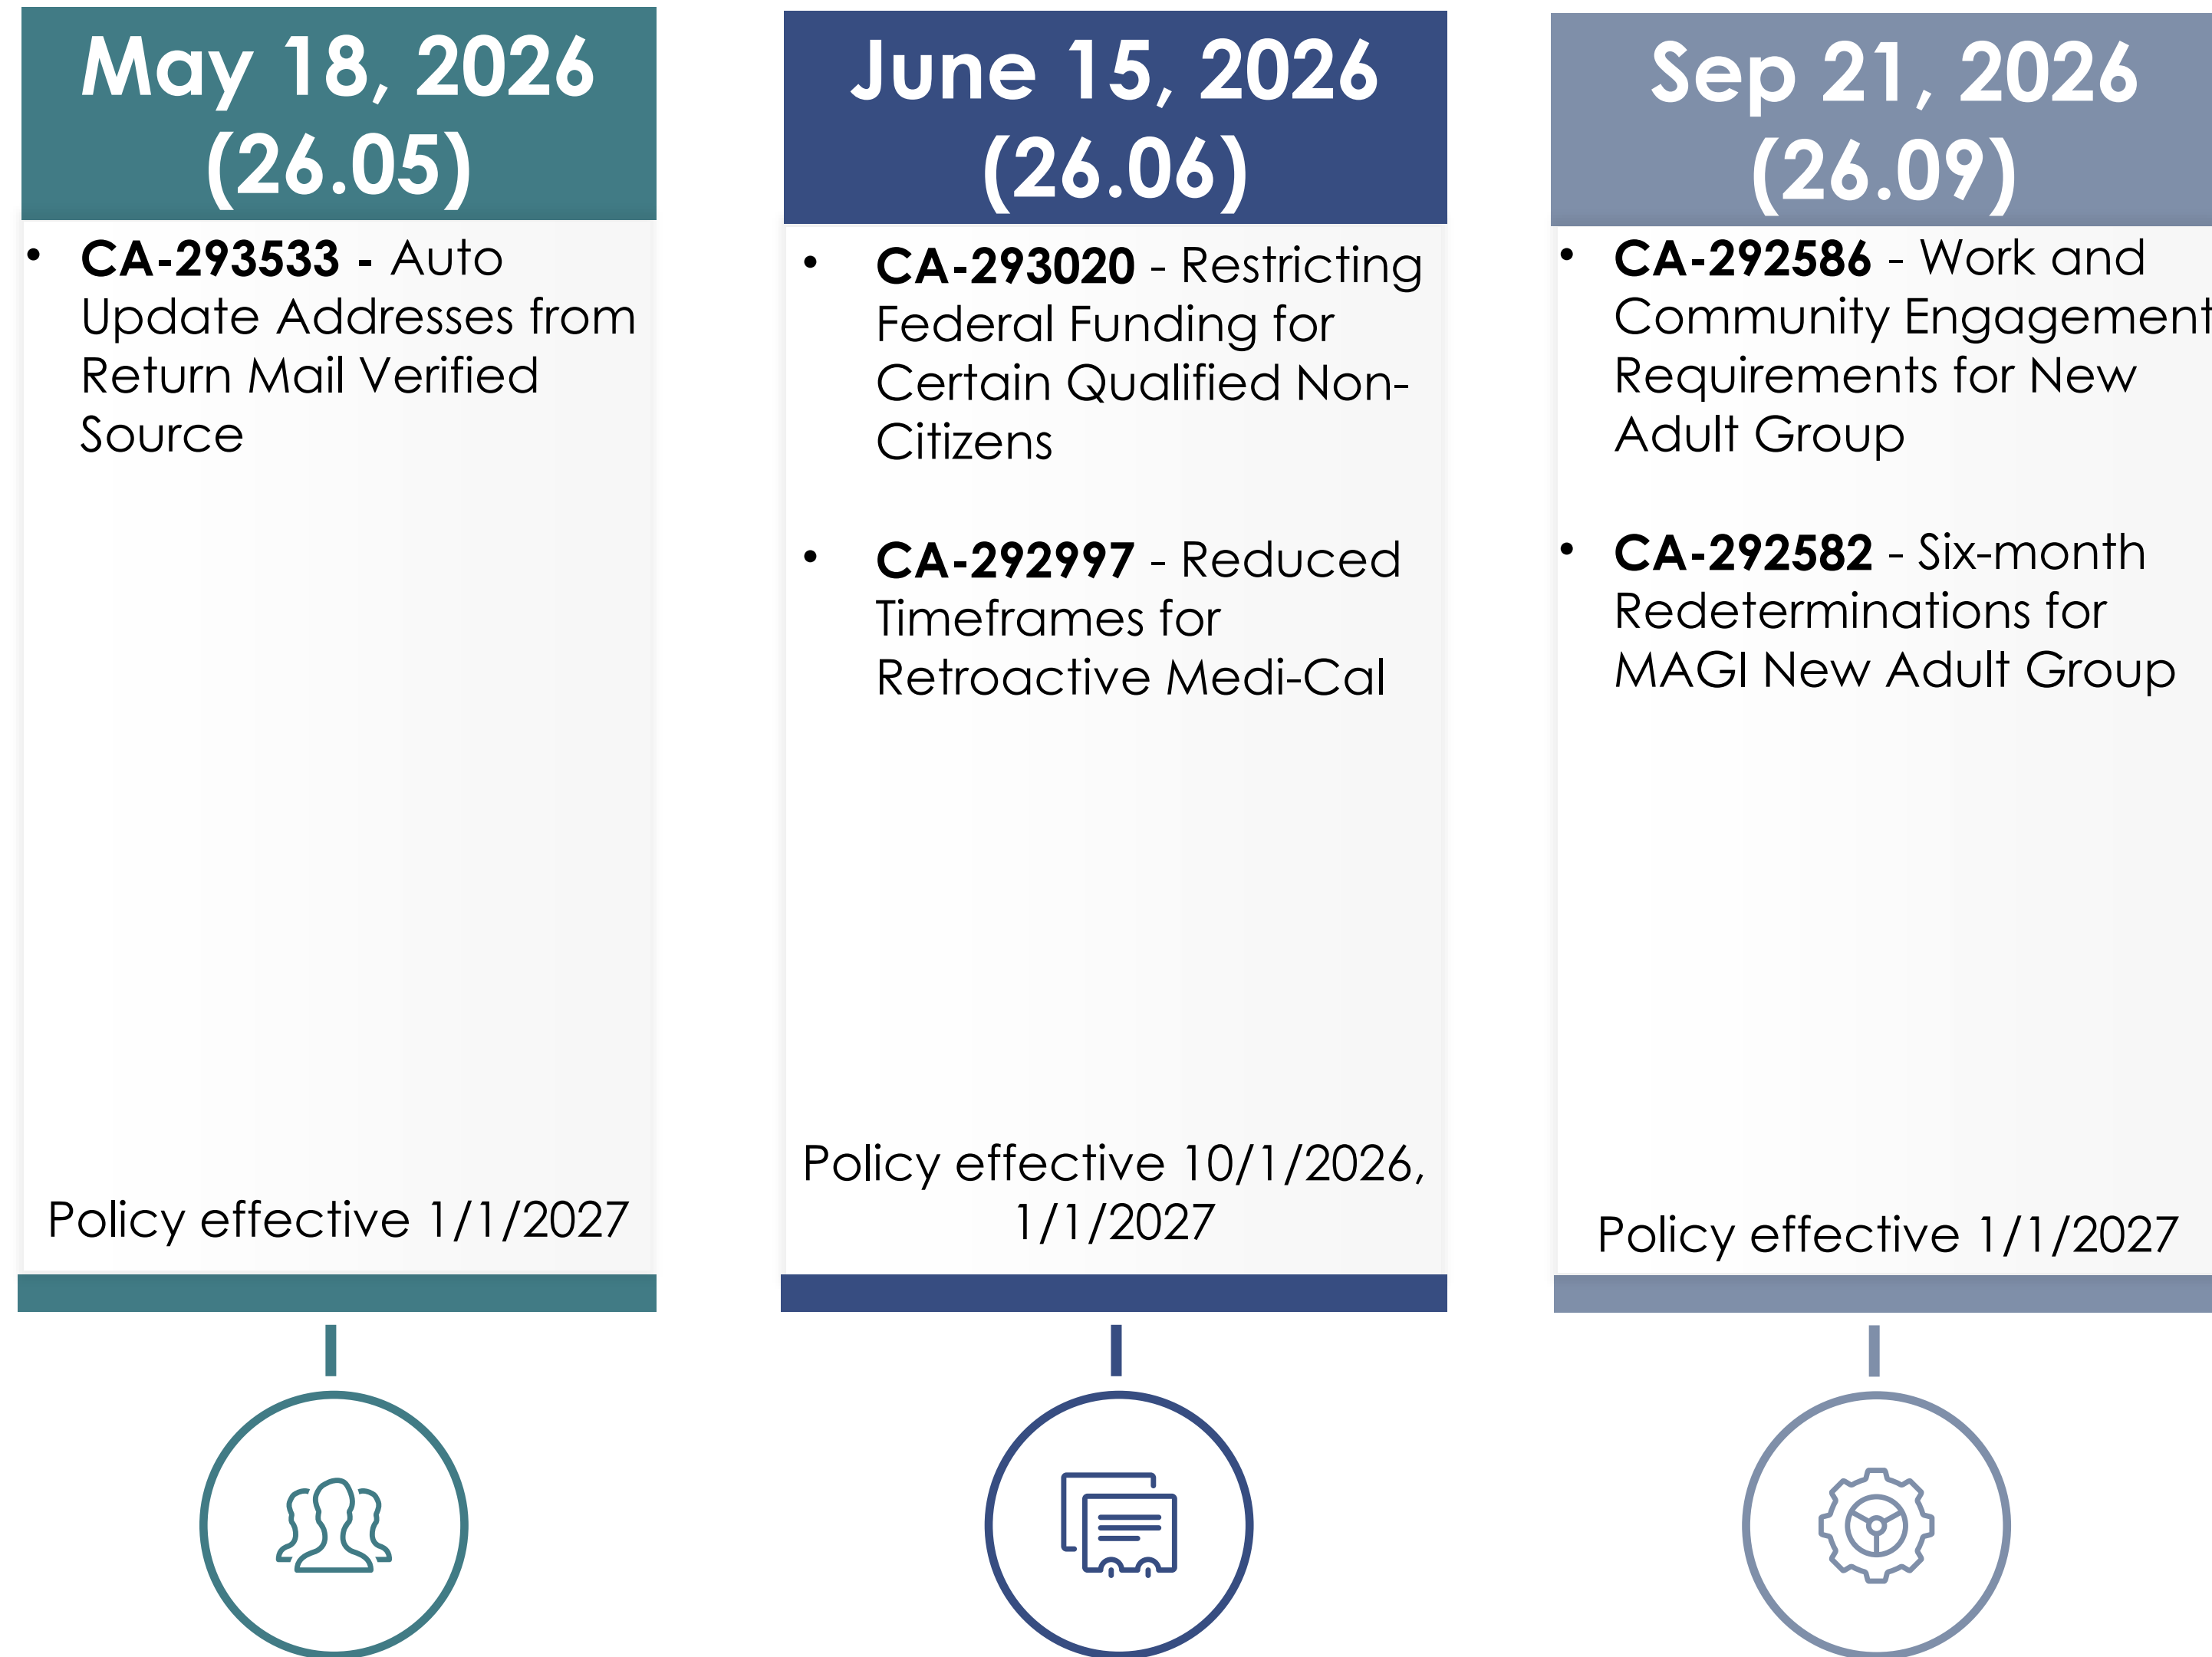 May 18, 2026
(26.05)
• CA-293533 - Auto
Update Addresses from
Return Mail Verified
Source
Policy effective 1/1/2027
June 15, 2026
(26.06)
• CA-293020 - Restricting
Federal Funding for
Certain Qualified Non-
Citizens
• CA-292997 - Reduced
Timeframes for
Retroactive Medi-Cal
Policy effective 10/1/2026,
1/1/2027
Sep 21, 2026
(26.09)
• CA-292586 - Work and
Community Engagement
Requirements for New
Adult Group
• CA-292582 - Six-month
Redeterminations for
MAGI New Adult Group
Policy effective 1/1/2027